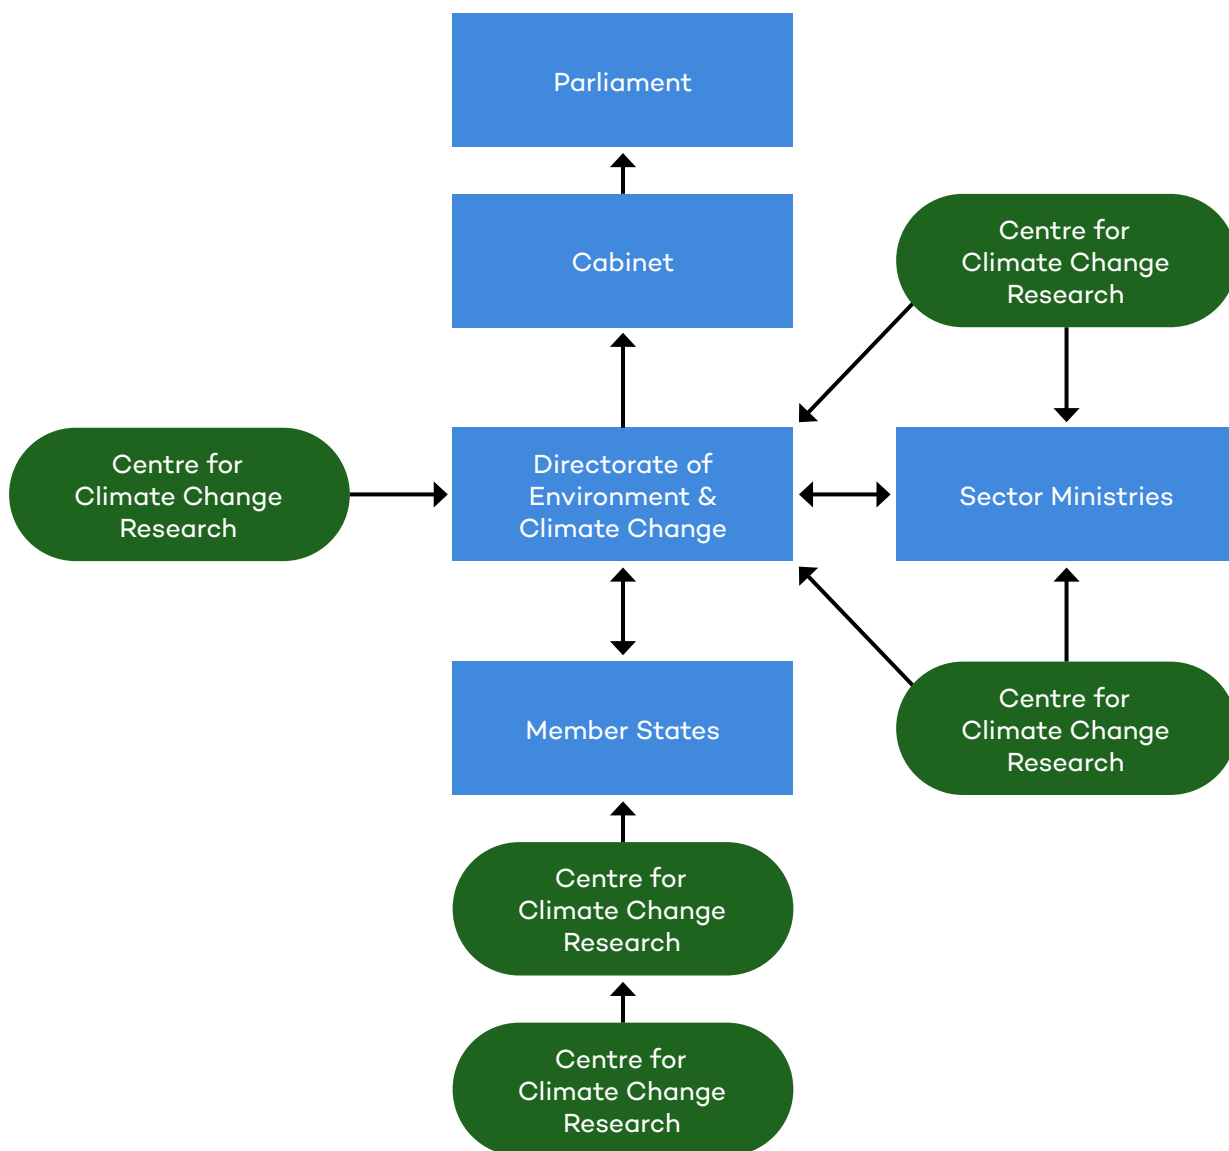 Parliament
Cabinet
Centre for
Climate Change
Research
Centre for
Climate Change
Research
Directorate of
Environment &
Climate Change
Sector Ministries
Member States
Centre for
Climate Change
Research
Centre for
Climate Change
Research
Centre for
Climate Change
Research